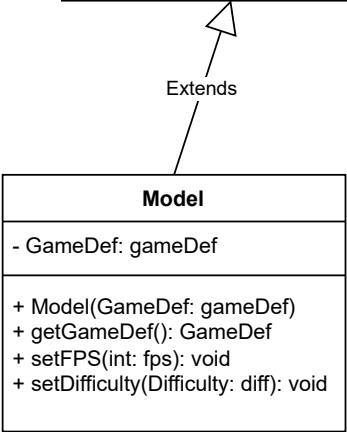 Extends
Model
- GameDef: gameDef
+ Model(GameDef: gameDef)
+ getGameDef(): GameDef
+ setFPS(int: fps): void
+ setDifficulty(Difficulty: diff): void